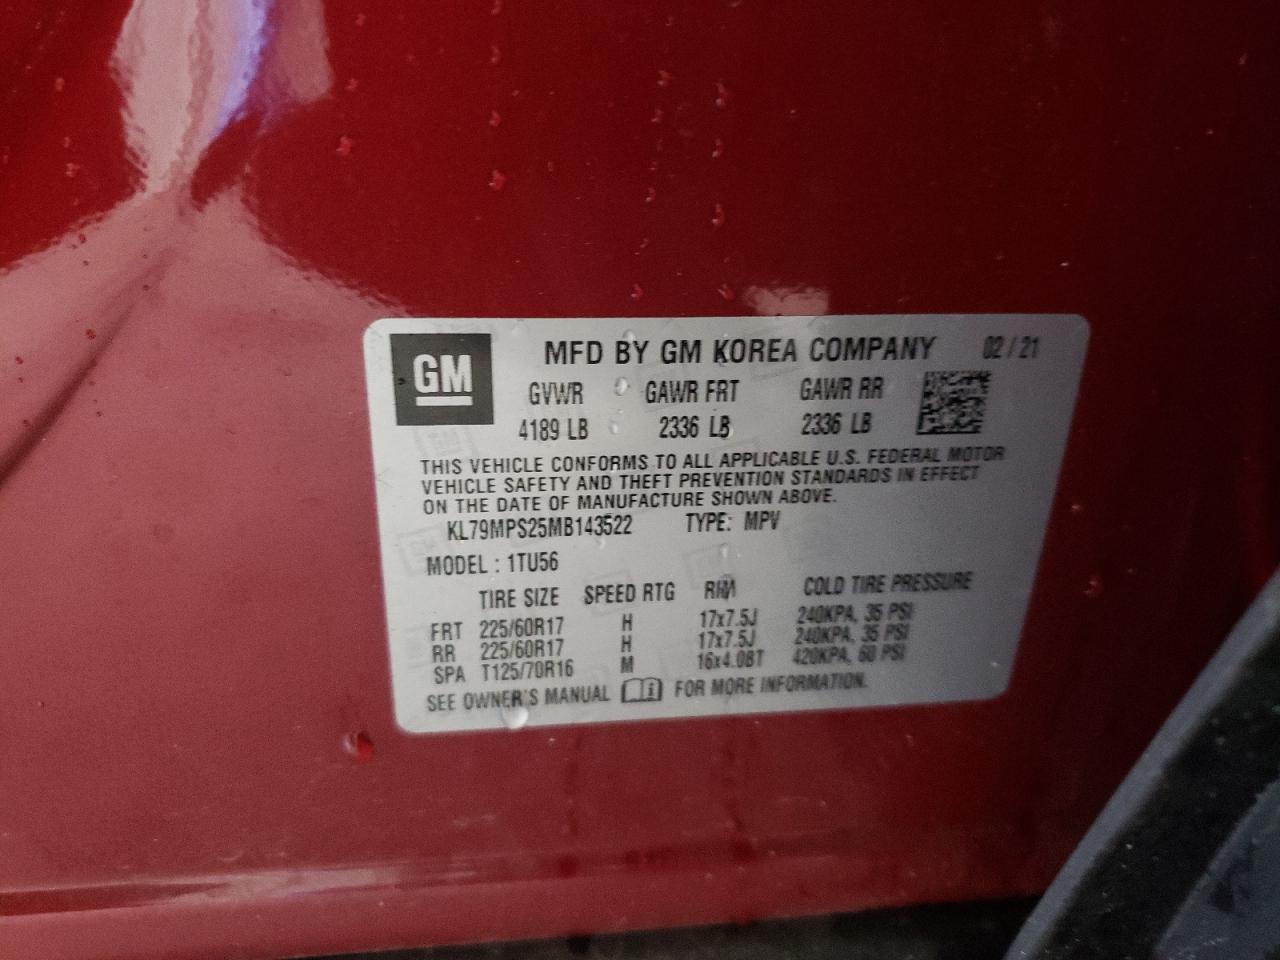 GM
MFD BY GM KOREA COMPANY 02/21
GVWR GAWR FRT GAWR RR
4189 LB 2336 LB 2336 LB
THIS VEHICLE CONFORMS TO ALL APPLICABLE U.S. FEDERAL MOTOR
VEHICLE SAFETY AND THEFT PREVENTION STANDARDS IN EFFECT
ON THE DATE OF MANUFACTURE SHOWN ABOVE.
KL79MPS25MB143522 TYPE: MPV
MODEL : 1TU56
TIRE SIZE SPEED RTG RIM COLD TIRE PRESSURE
FRT 225/60R17 H 17x7.5J 240KPA, 35 PSI
RR 225/60R17 H 17x7.5J 240KPA, 35 PSI
SPA T125/70R16 M 16x4.0BT 420KPA, 60 PSI
SEE OWNER'S MANUAL i FOR MORE INFORMATION.